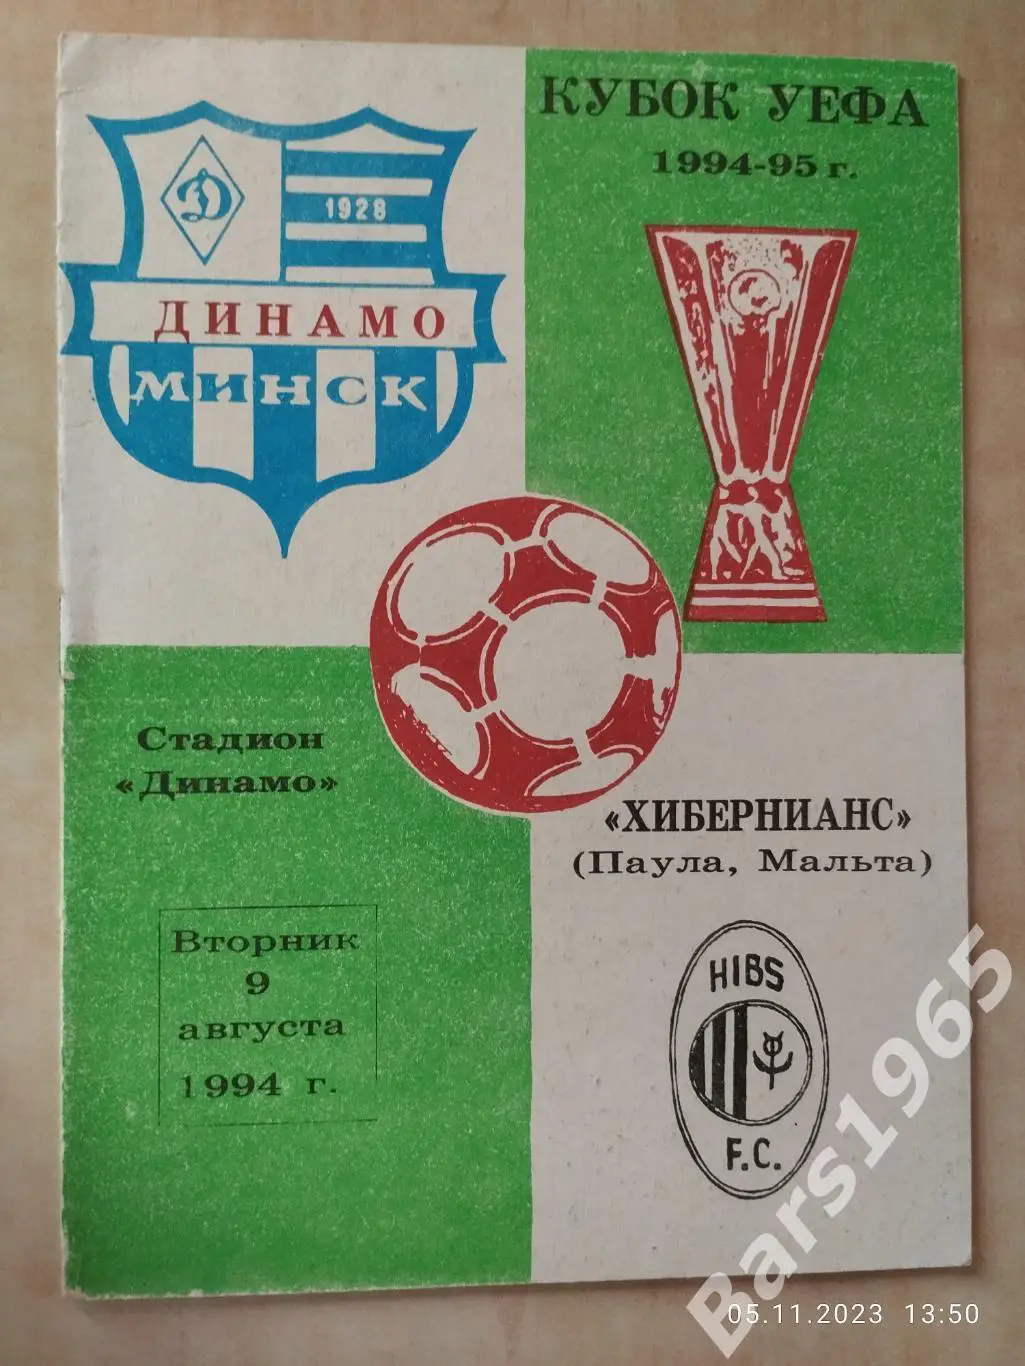 КУБОК УЕФА
1994-95 г.
Д
1928
ДИНАМО
МИНСК
Стадион
«Динамо»
«ХИБЕРНИАНС»
(Паула, Мальта)
Вторник
9
августа
1994 г.
HIBS
F.C.
Bars1965
05.11.2023 13:50